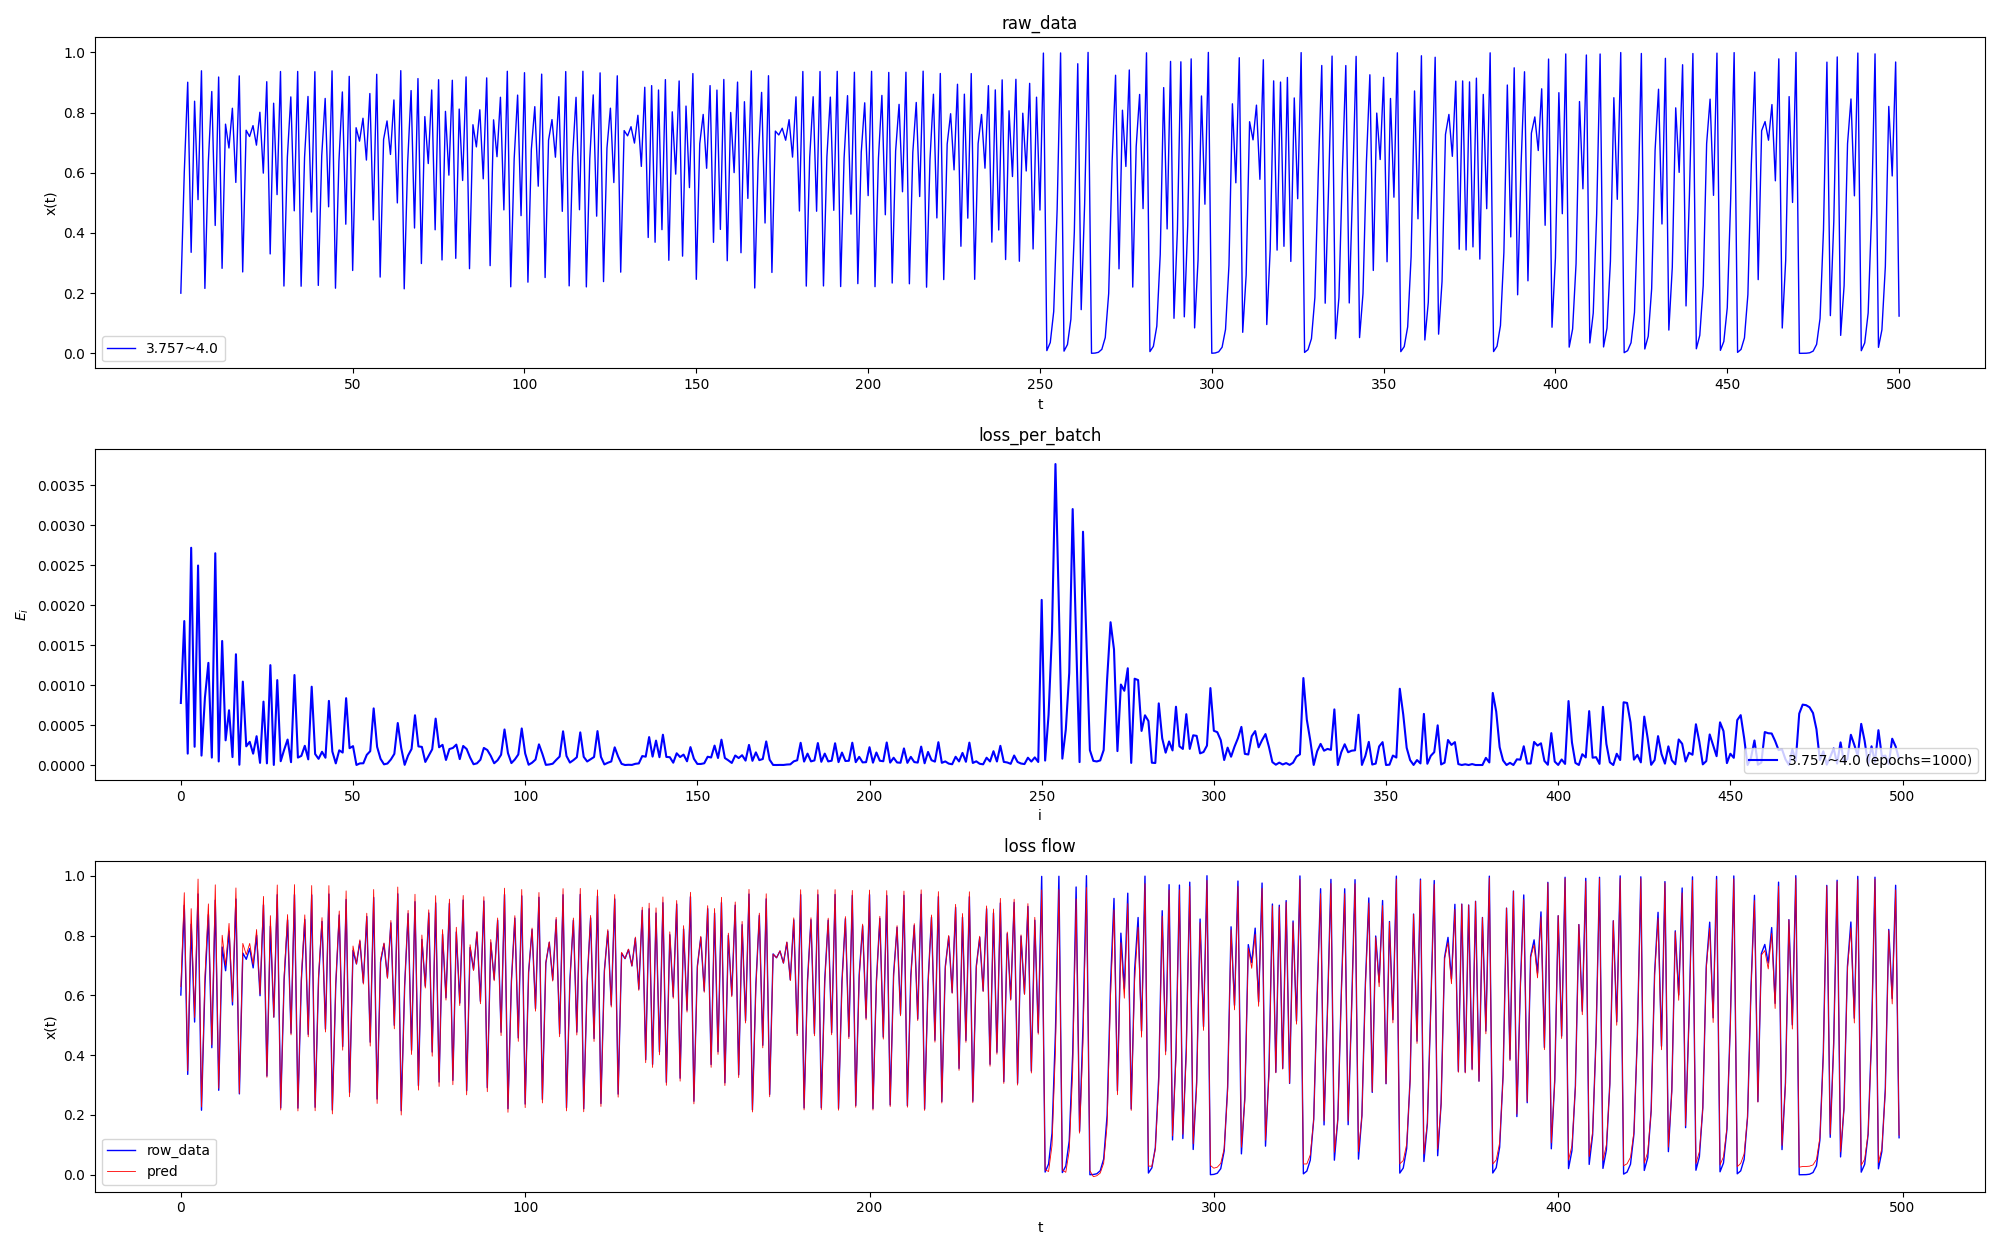 raw_data
1.0
0.8
0.6
0.4
0.2
0.0
x(t)
3.757~4.0
50 100 150 200 250 300 350 400 450 500
t
loss_per_batch
0.0035
0.0030
0.0025
0.0020
0.0015
0.0010
0.0005
0.0000
E_i
3.757~4.0 (epochs=1000)
0 50 100 150 200 250 300 350 400 450 500
i
loss flow
1.0
0.8
0.6
0.4
0.2
0.0
x(t)
row_data
pred
0 100 200 300 400 500
t